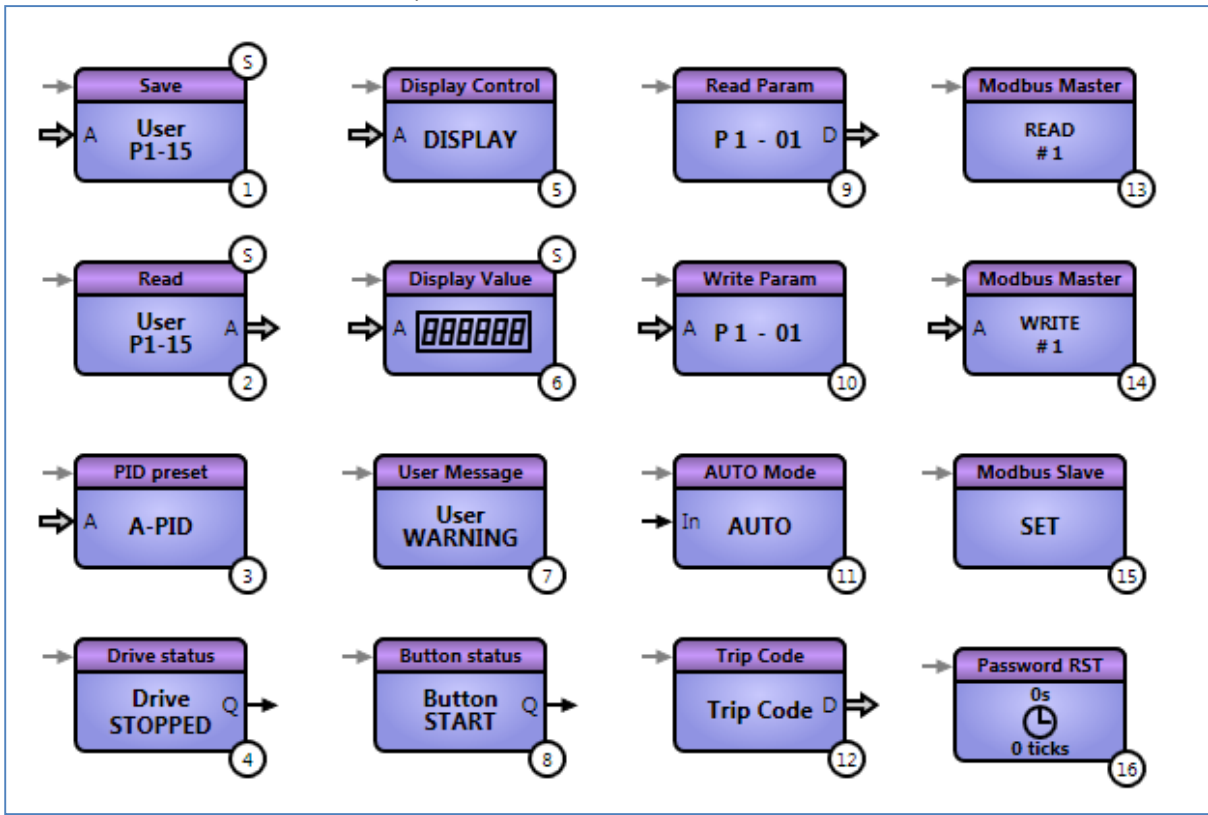 S
Save
A
User
P1-15
1
Display Control
A
DISPLAY
5
Read Param
P 1 - 01
D
9
Modbus Master
READ
# 1
13
S
Read
User
P1-15
A
2
S
Display Value
A
888888
6
Write Param
A
P 1 - 01
10
Modbus Master
A
WRITE
# 1
14
PID preset
A
A-PID
3
User Message
User
WARNING
7
AUTO Mode
In
AUTO
11
Modbus Slave
SET
15
Drive status
Drive
STOPPED
Q
4
Button status
Button
START
Q
8
Trip Code
Trip Code
D
12
Password RST
0s
0 ticks
16